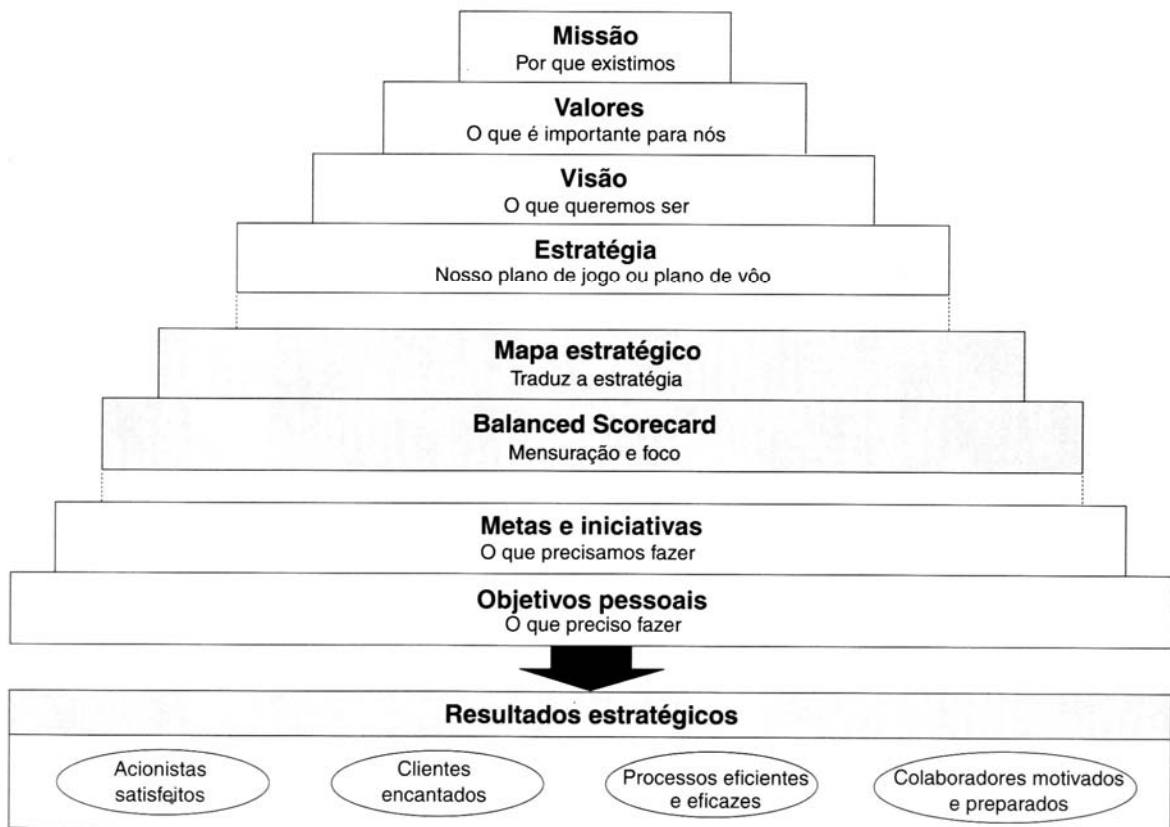 Missão
Por que existimos
Valores
O que é importante para nós
Visão
O que queremos ser
Estratégia
Nosso plano de jogo ou plano de vôo
Mapa estratégico
Traduz a estratégia
Balanced Scorecard
Mensuração e foco
Metas e iniciativas
O que precisamos fazer
Objetivos pessoais
O que preciso fazer
Resultados estratégicos
Acionistas
satisfeitos
Clientes
encantados
Processos eficientes
e eficazes
Colaboradores motivados
e preparados